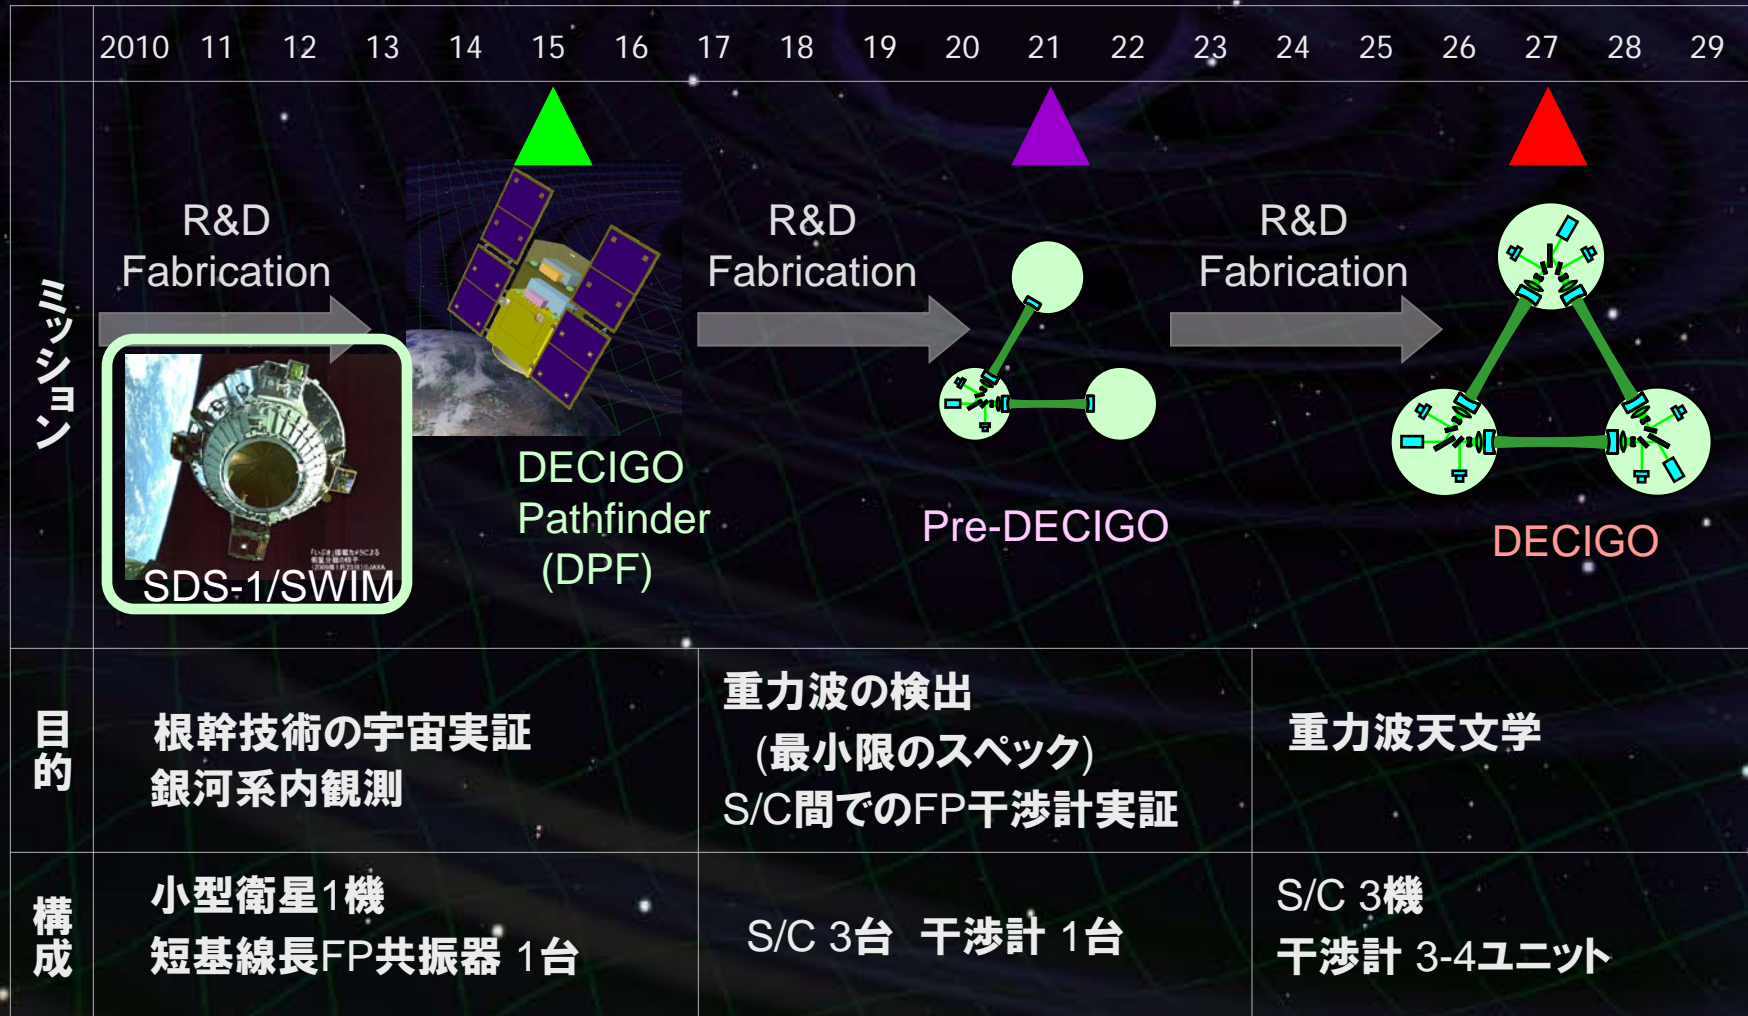 2010 11 12 13 14 15 16 17 18 19 20 21 22 23 24 25 26 27 28 29
ミッション
R&D
Fabrication
SDS-1/SWIM
DECIGO
Pathfinder
(DPF)
R&D
Fabrication
Pre-DECIGO
R&D
Fabrication
DECIGO
目的
根幹技術の宇宙実証
銀河系内観測
重力波の検出
(最小限のスペック)
S/C間でのFP干渉計実証
重力波天文学
構成
小型衛星1機
短基線長FP共振器 1台
S/C 3台 干渉計 1台
S/C 3機
干渉計 3-4ユニット